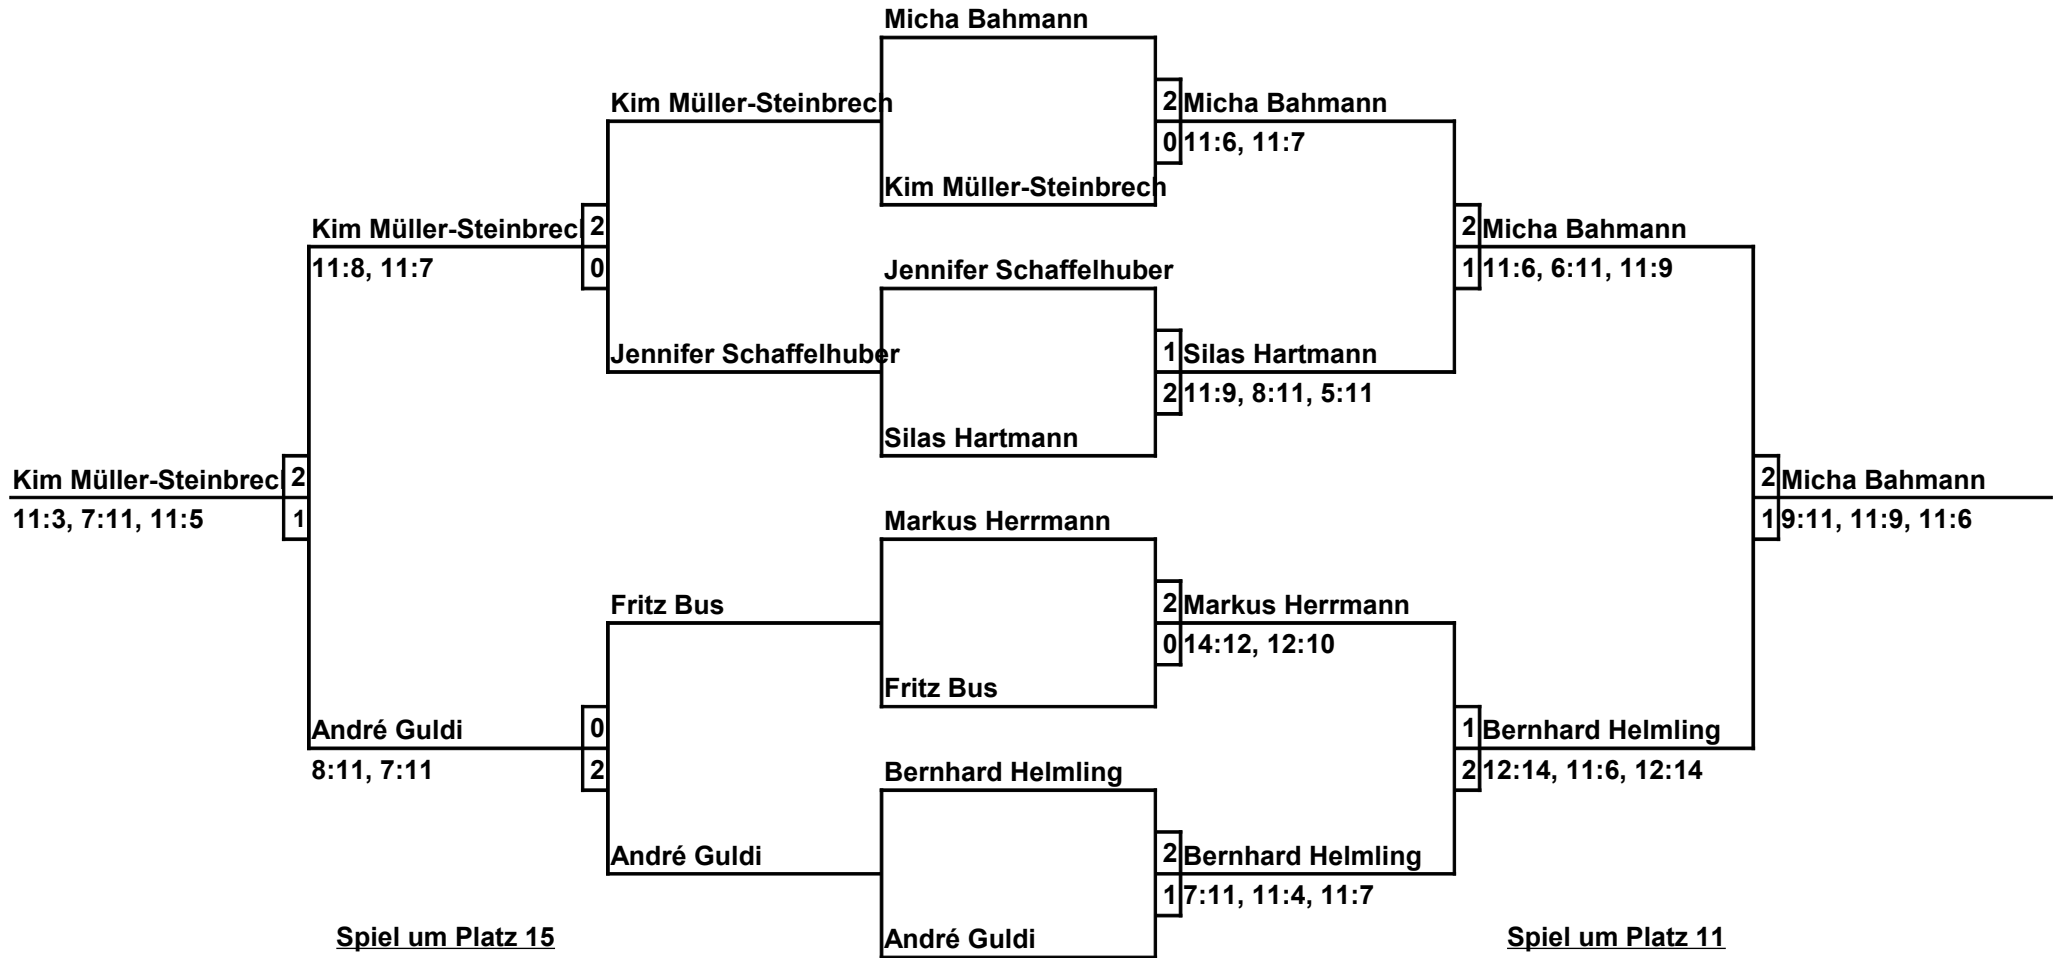 Micha Bahmann
Kim Müller-Steinbrech
2 Micha Bahmann
0 11:6, 11:7
Kim Müller-Steinbrech
Kim Müller-Steinbrecl 2
11:8, 11:7 0
2 Micha Bahmann
1 11:6, 6:11, 11:9
Jennifer Schaffelhuber
Jennifer Schaffelhuber
1 Silas Hartmann
2 11:9, 8:11, 5:11
Silas Hartmann
Kim Müller-Steinbrecl 2
11:3, 7:11, 11:5 1
2 Micha Bahmann
1 9:11, 11:9, 11:6
Markus Herrmann
Fritz Bus
2 Markus Herrmann
0 14:12, 12:10
Fritz Bus
André Guldi 0
8:11, 7:11 2
1 Bernhard Helmling
2 12:14, 11:6, 12:14
Bernhard Helmling
André Guldi
2 Bernhard Helmling
1 7:11, 11:4, 11:7
André Guldi
Spiel um Platz 15
Spiel um Platz 11